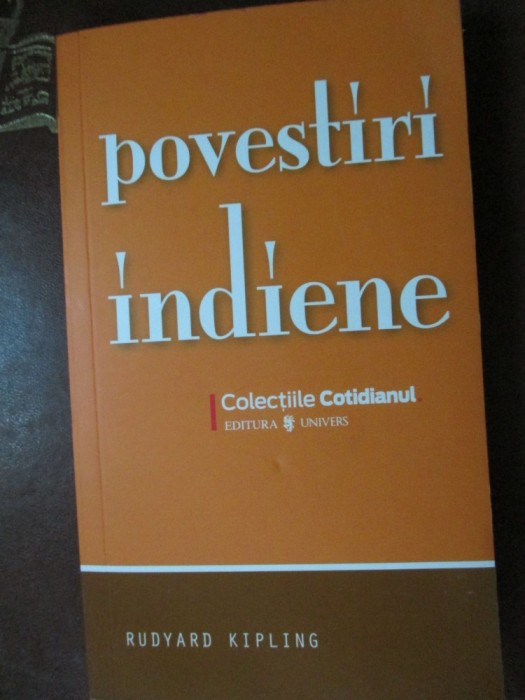 povestiri
indiene
Colecțiile Cotidianul.
EDITURA UNIVERS
RUDYARD KIPLING